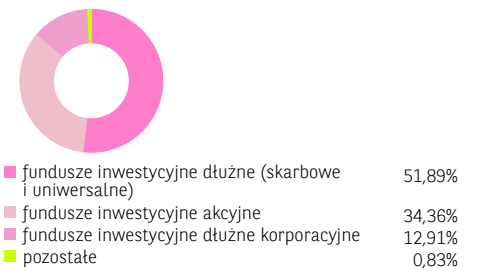 fundusze inwestycyjne dłużne (skarbowe
i uniwersalne) 51,89%
fundusze inwestycyjne akcyjne 34,36%
fundusze inwestycyjne dłużne korporacyjne 12,91%
pozostałe 0,83%